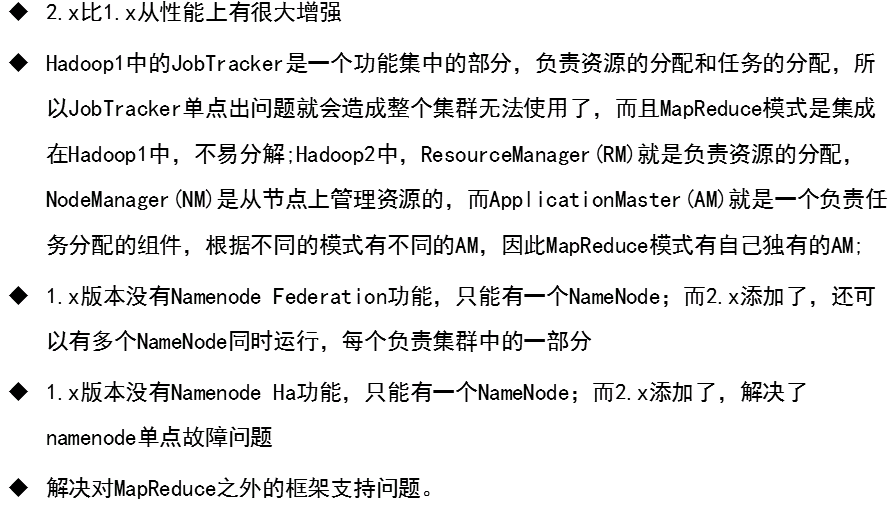 ◆ 2.x比1.x从性能上有很大增强
◆ Hadoop1中的JobTracker是一个功能集中的部分，负责资源的分配和任务的分配，所
以JobTracker单点出问题就会造成整个集群无法使用了，而且MapReduce模式是集成
在Hadoop1中，不易分解;Hadoop2中，ResourceManager(RM)就是负责资源的分配，
NodeManager(NM)是从节点上管理资源的，而ApplicationMaster(AM)就是一个负责任
务分配的组件，根据不同的模式有不同的AM，因此MapReduce模式有自己独有的AM;
◆ 1.x版本没有Namenode Federation功能，只能有一个NameNode；而2.x添加了，还可
以有多个NameNode同时运行，每个负责集群中的一部分
◆ 1.x版本没有Namenode Ha功能，只能有一个NameNode；而2.x添加了，解决了
namenode单点故障问题
◆ 解决对MapReduce之外的框架支持问题。